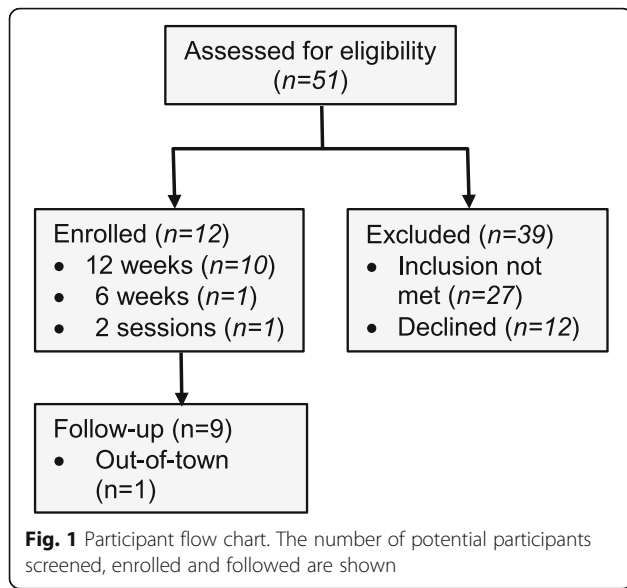 Assessed for eligibility
(n=51)
Enrolled (n=12)
• 12 weeks (n=10)
• 6 weeks (n=1)
• 2 sessions (n=1)
Excluded (n=39)
• Inclusion not
met (n=27)
• Declined (n=12)
Follow-up (n=9)
• Out-of-town
(n=1)
Fig. 1 Participant flow chart. The number of potential participants
screened, enrolled and followed are shown